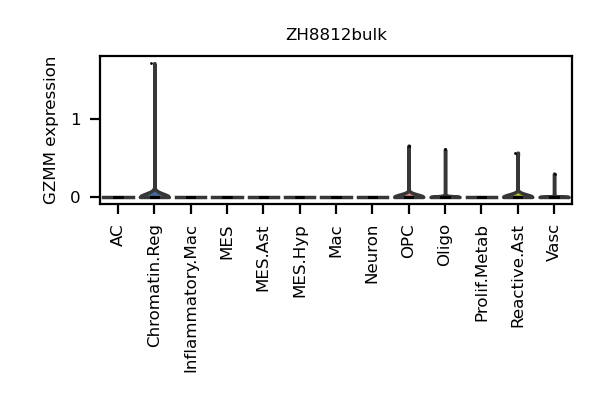 ZH8812bulk
GZMM expression
1
0
AC
Chromatin.Reg
Inflammatory.Mac
MES
MES.Ast
MES.Hyp
Mac
Neuron
OPC
Oligo
Prolif.Metab
Reactive.Ast
Vasc